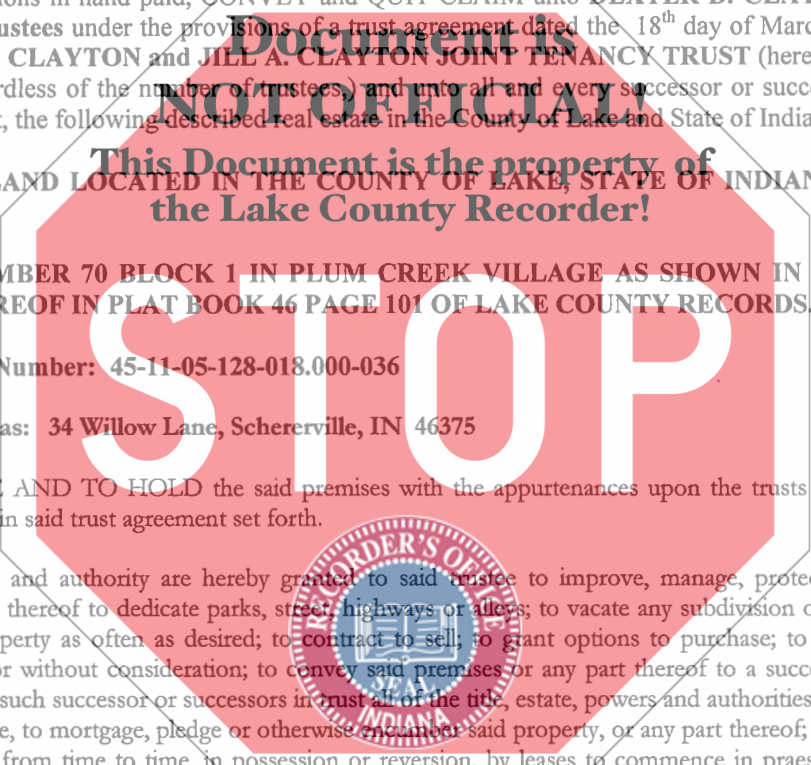 ions in hand paid, CONVEY and QUIT CLAIM unto DEXTER D. CLAY
rustees under the provisions of a trust agreement dated the 18th day of Marc
CLAYTON and JILL A. CLAYTON JOINT TENANCY TRUST (here
rdless of the number of trustees,) and unto all and every successor or succ
t, the following described real estate in the County of Lake and State of India
Document is
NOT OFFICIAL!
This Document is the property of
the Lake County Recorder!
LAND LOCATED IN THE COUNTY OF LAKE, STATE OF INDIAN
MBER 70 BLOCK 1 IN PLUM CREEK VILLAGE AS SHOWN IN
REOF IN PLAT BOOK 46 PAGE 101 OF LAKE COUNTY RECORDS.
STOP
Number: 45-11-05-128-018.000-036
as: 34 Willow Lane, Schererville, IN 46375
E AND TO HOLD the said premises with the appurtenances upon the trusts
in said trust agreement set forth.
RECORDER'S OFFICE
SEAL
INDIANA
and authority are hereby granted to said trustee to improve, manage, protec
thereof to dedicate parks, street, highways or alleys; to vacate any subdivision o
perty as often as desired; to contract to sell; to grant options to purchase; to
or without consideration; to convey said premises or any part thereof to a succ
such successor or successors in trust all of the title, estate, powers and authorities
e, to mortgage, pledge or otherwise encumber said property, or any part thereof;
from time to time, in possession or reversion, by leases to commence in prae